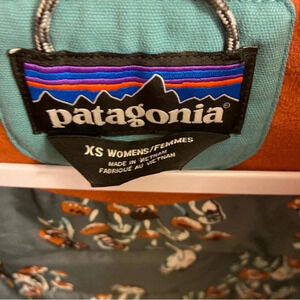 patagonia®
XS WOMENS/FEMMES
MADE IN VIETNAM
FABRIQUÉ AU VIETNAM